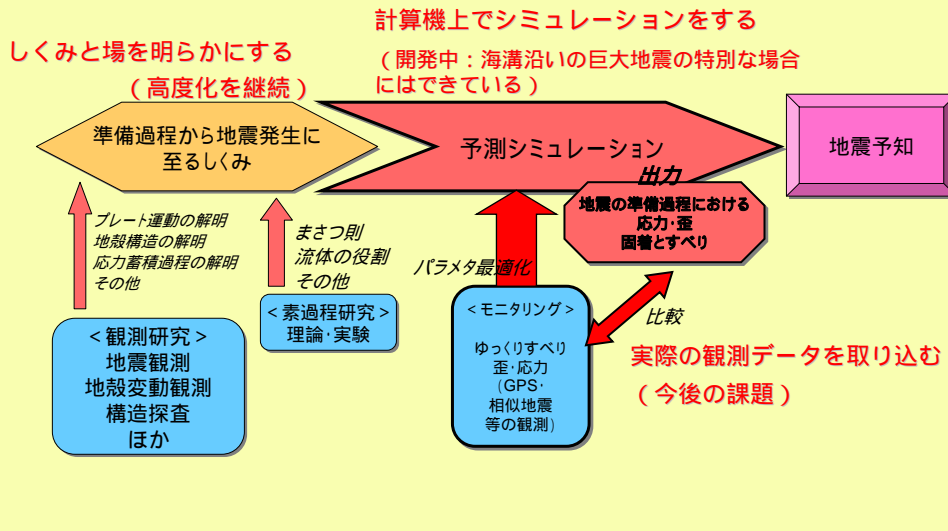 計算機上でシミュレーションをする
しくみと場を明らかにする
（高度化を継続）
（開発中：海溝沿いの巨大地震の特別な場合
にはできている）
準備過程から地震発生に
至るしくみ
予測シミュレーション
地震予知
出力
地震の準備過程における
応力・歪
固着とすべり
プレート運動の解明
地殻構造の解明
応力蓄積過程の解明
その他
まさつ則
流体の役割
その他
パラメタ最適化
比較
＜観測研究＞
地震観測
地殻変動観測
構造探査
ほか
＜素過程研究＞
理論・実験
＜モニタリング＞
ゆっくりすべり
歪・応力
(GPS・
相似地震
等の観測)
実際の観測データを取り込む
（今後の課題）